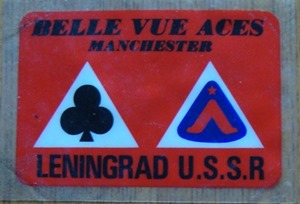 BELLE VUE ACES
MANCHESTER
LENINGRAD U.S.S.R